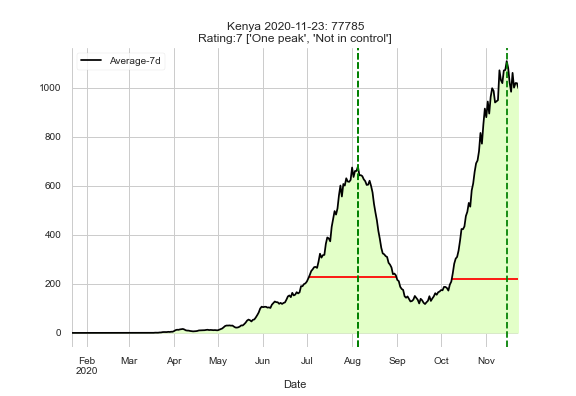 Kenya 2020-11-23: 77785
Rating:7 ['One peak', 'Not in control']
Average-7d
1000
800
600
400
200
0
Feb Mar Apr May Jun Jul Aug Sep Oct Nov
2020
Date